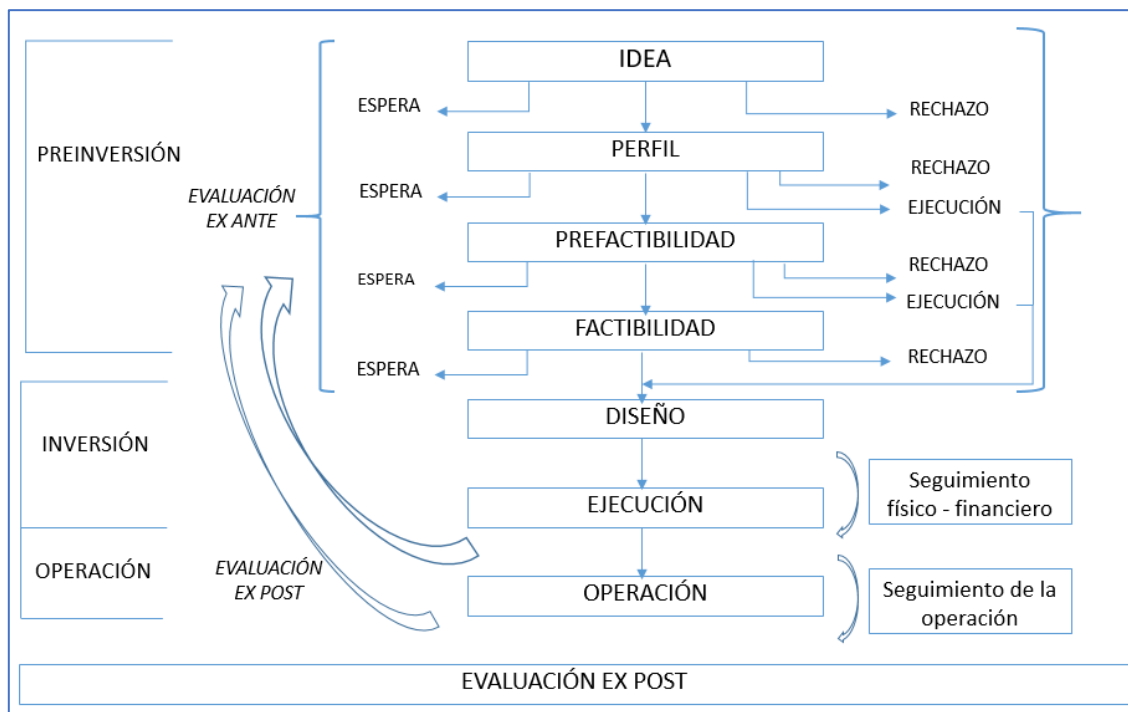 IDEA
ESPERA
RECHAZO
PREINVERSIÓN
PERFIL
RECHAZO
ESPERA
EVALUACIÓN
EX ANTE
EJECUCIÓN
PREFACTIBILIDAD
RECHAZO
ESPERA
EJECUCIÓN
FACTIBILIDAD
RECHAZO
ESPERA
DISEÑO
INVERSIÓN
Seguimiento
físico - financiero
EJECUCIÓN
OPERACIÓN
EVALUACIÓN
EX POST
OPERACIÓN
Seguimiento de la
operación
EVALUACIÓN EX POST